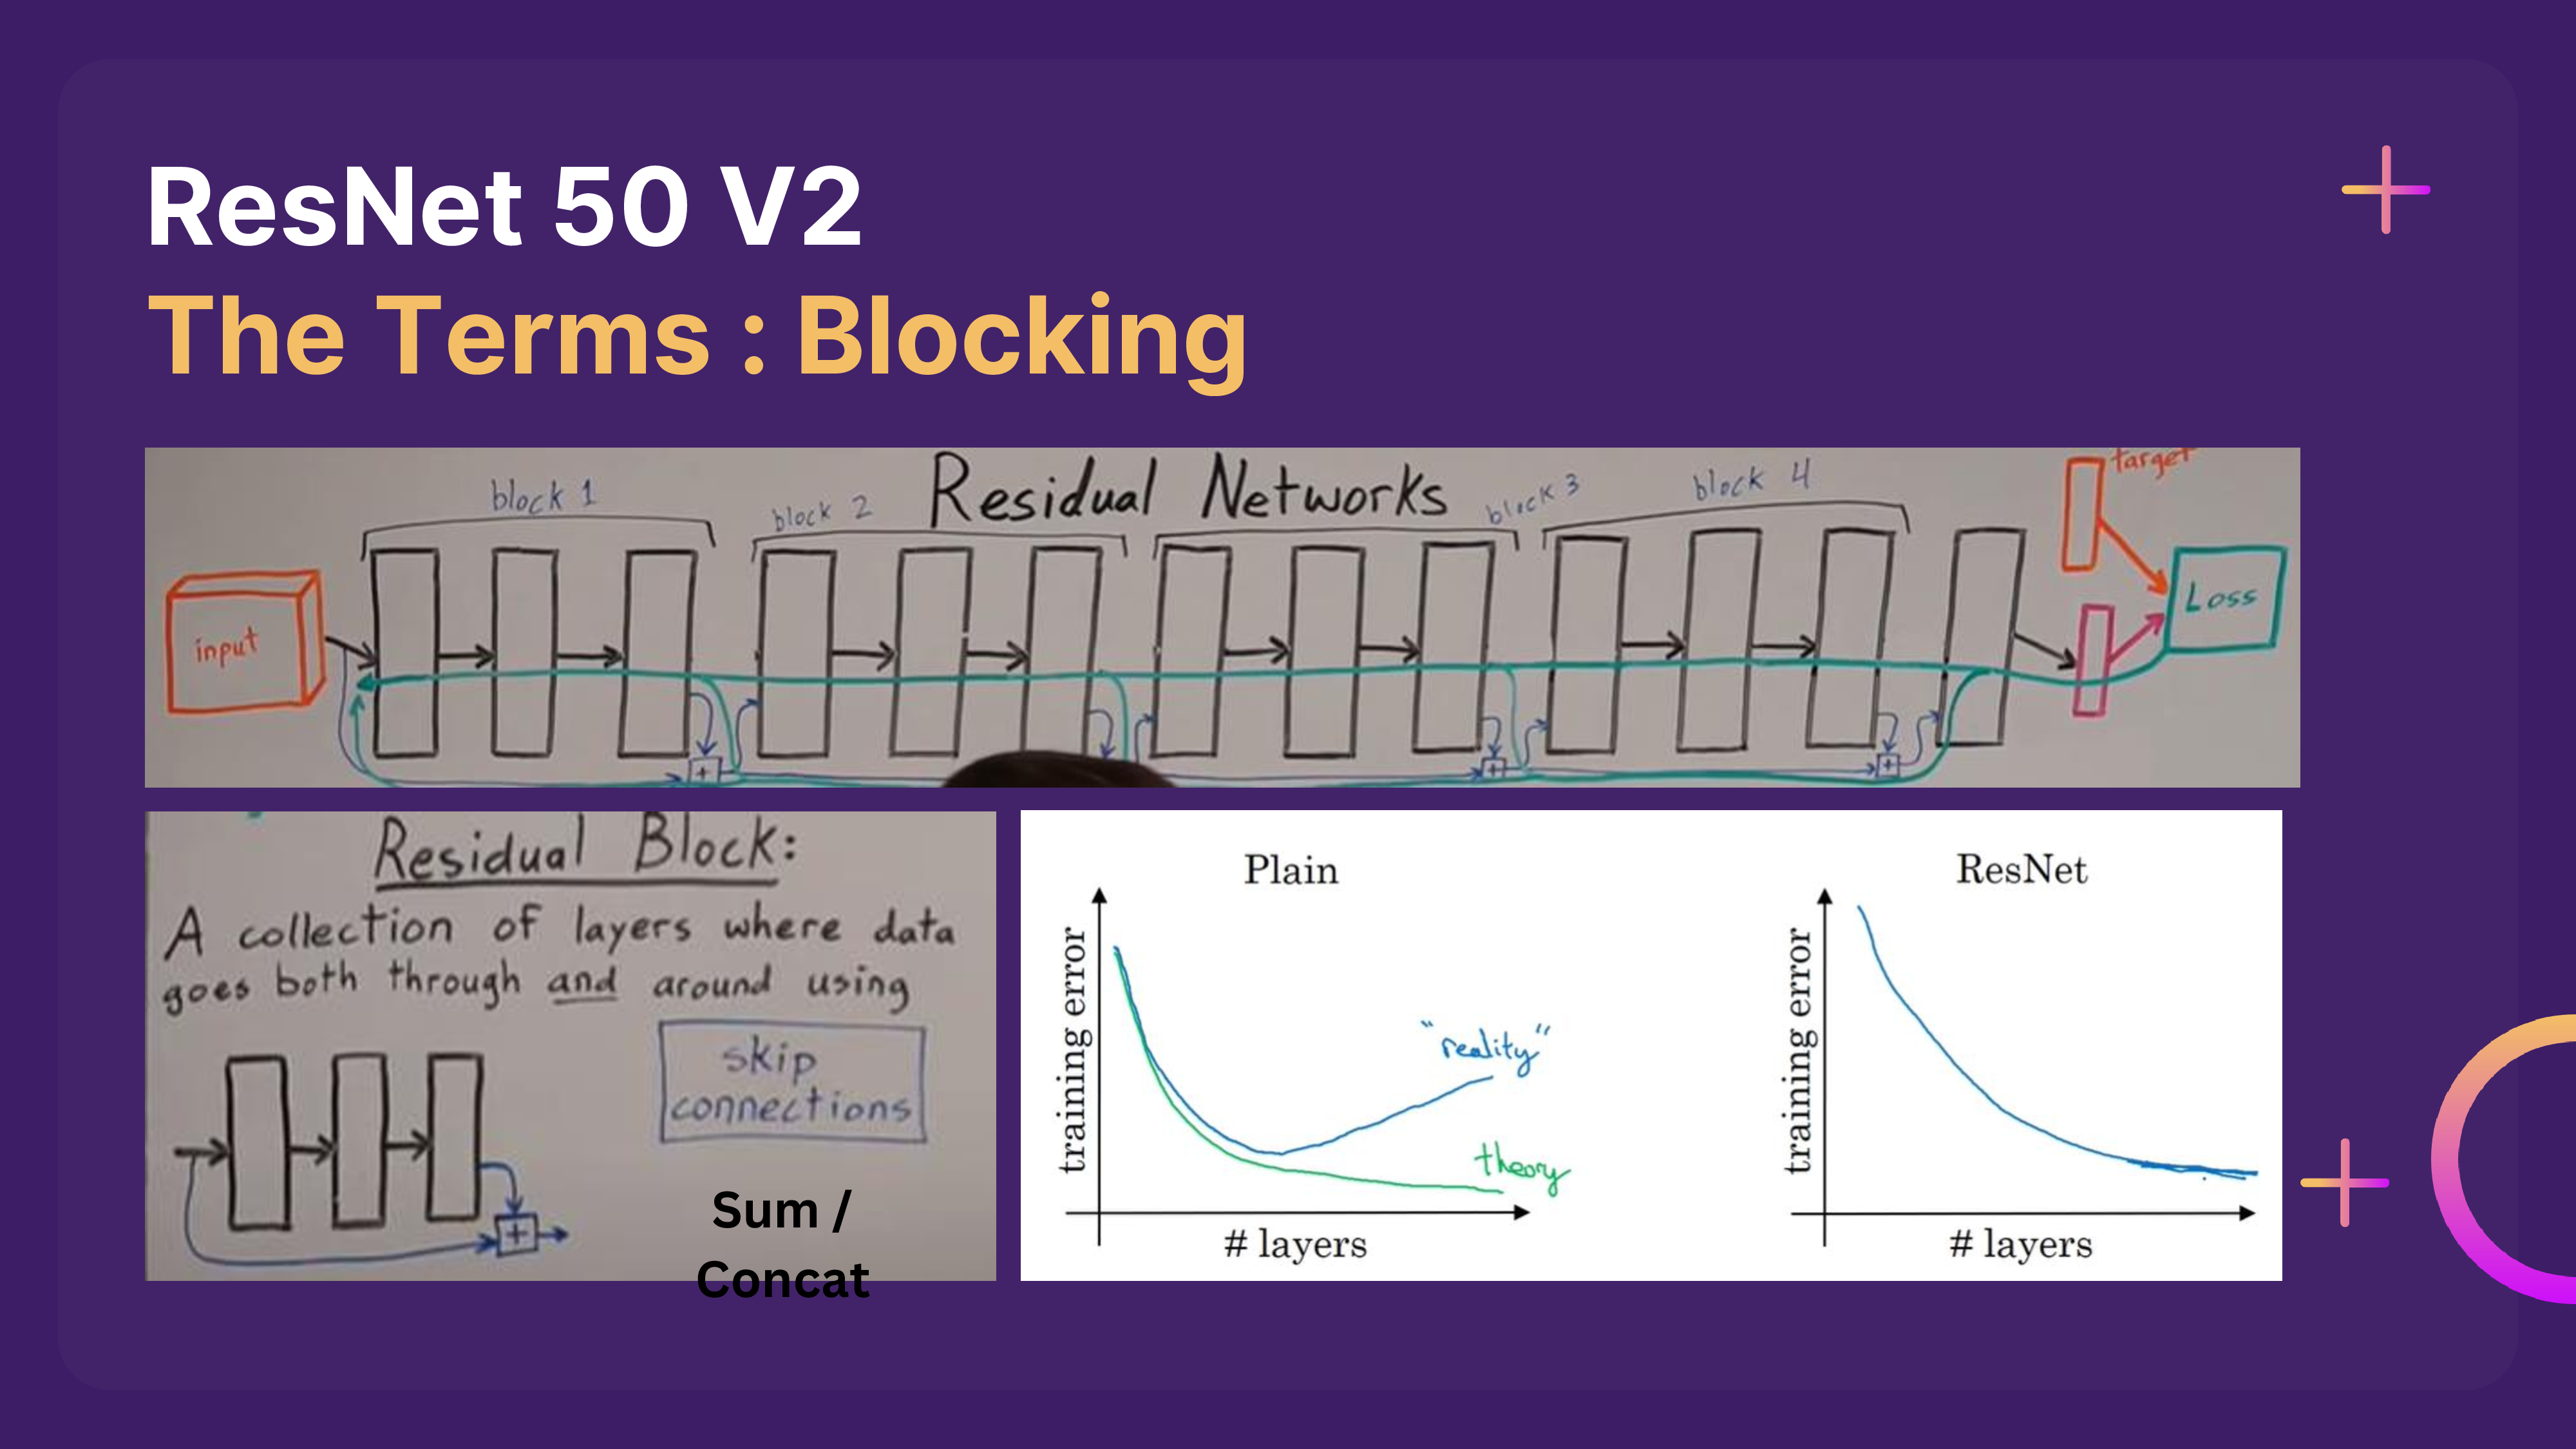 ResNet 50 V2
The Terms : Blocking
Residual Networks
block 1
block 2
block 3
block 4
target
input
Loss
+
+
+
Residual Block:
A collection of layers where data
goes both through and around using
skip
connections
+
Sum /
Concat
Plain
training error
"reality"
theory
# layers
ResNet
training error
# layers